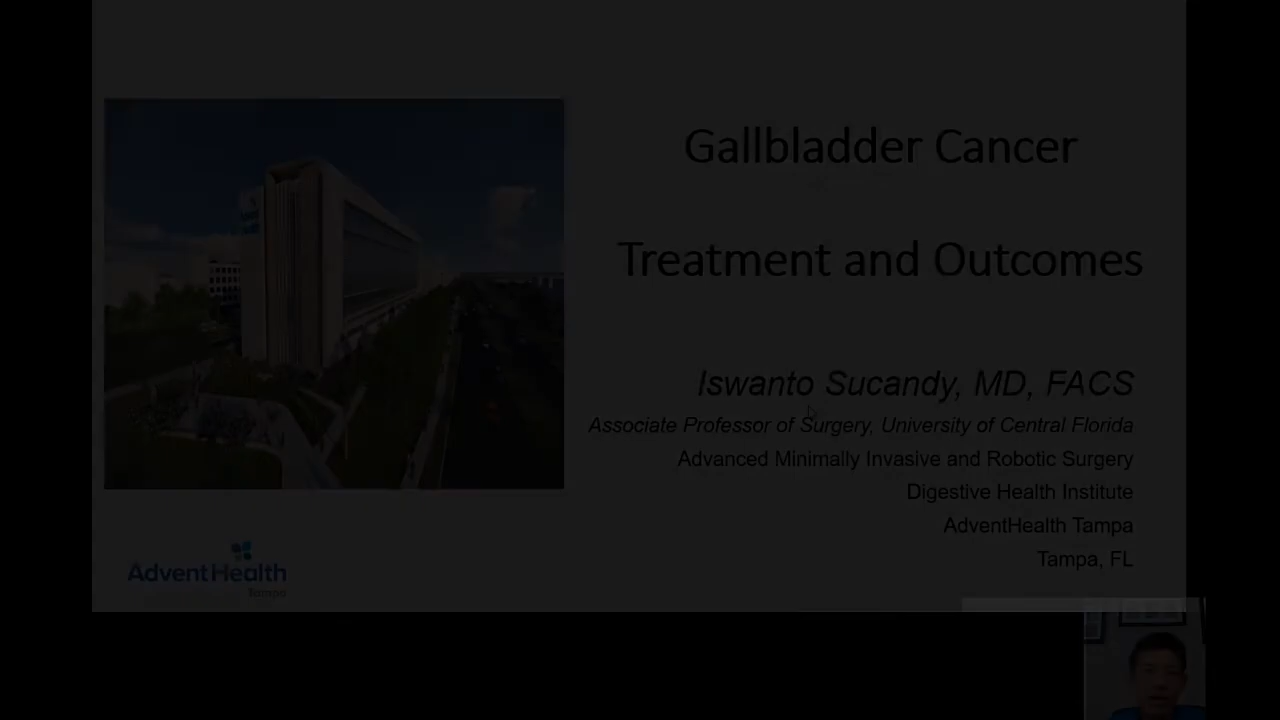 Gallbladder Cancer
Treatment and Outcomes
Iswanto Sucandy, MD, FACS
Associate Professor of Surgery, University of Central Florida
Advanced Minimally Invasive and Robotic Surgery
Digestive Health Institute
AdventHealth Tampa
Tampa, FL
AdventHealth
Tampa